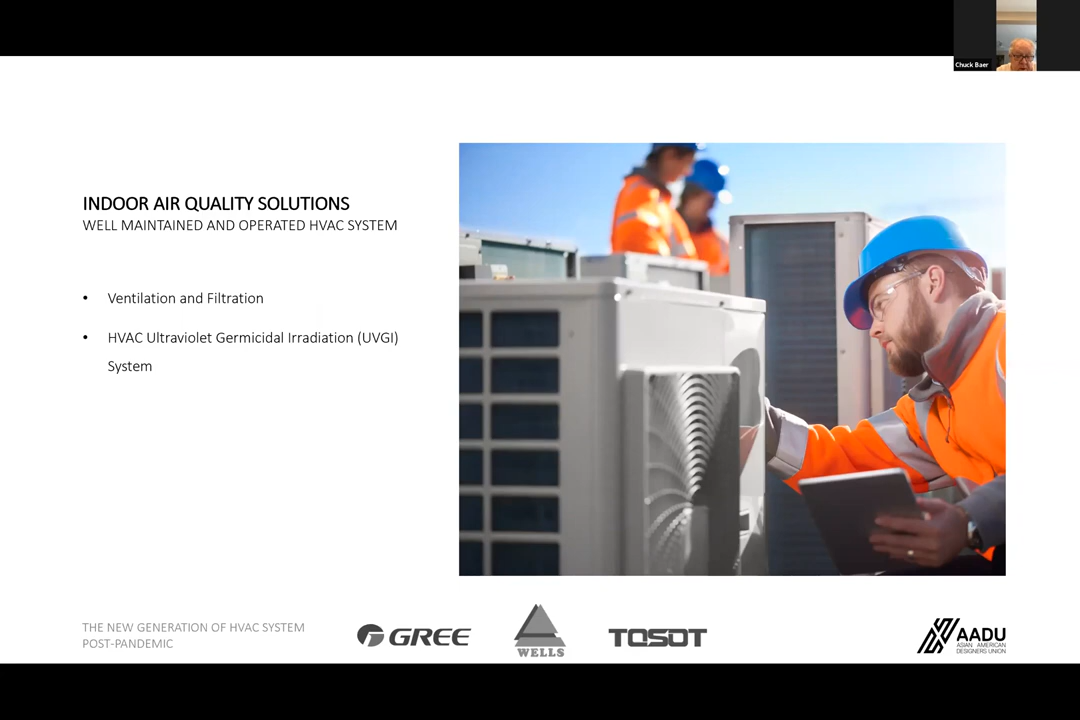 Chuck Baer
INDOOR AIR QUALITY SOLUTIONS
WELL MAINTAINED AND OPERATED HVAC SYSTEM
• Ventilation and Filtration
• HVAC Ultraviolet Germicidal Irradiation (UVGI)
System
THE NEW GENERATION OF HVAC SYSTEM
POST-PANDEMIC
GREE
WELLS
TOSOT
AADU
ASIAN AMERICAN
DESIGNERS UNION